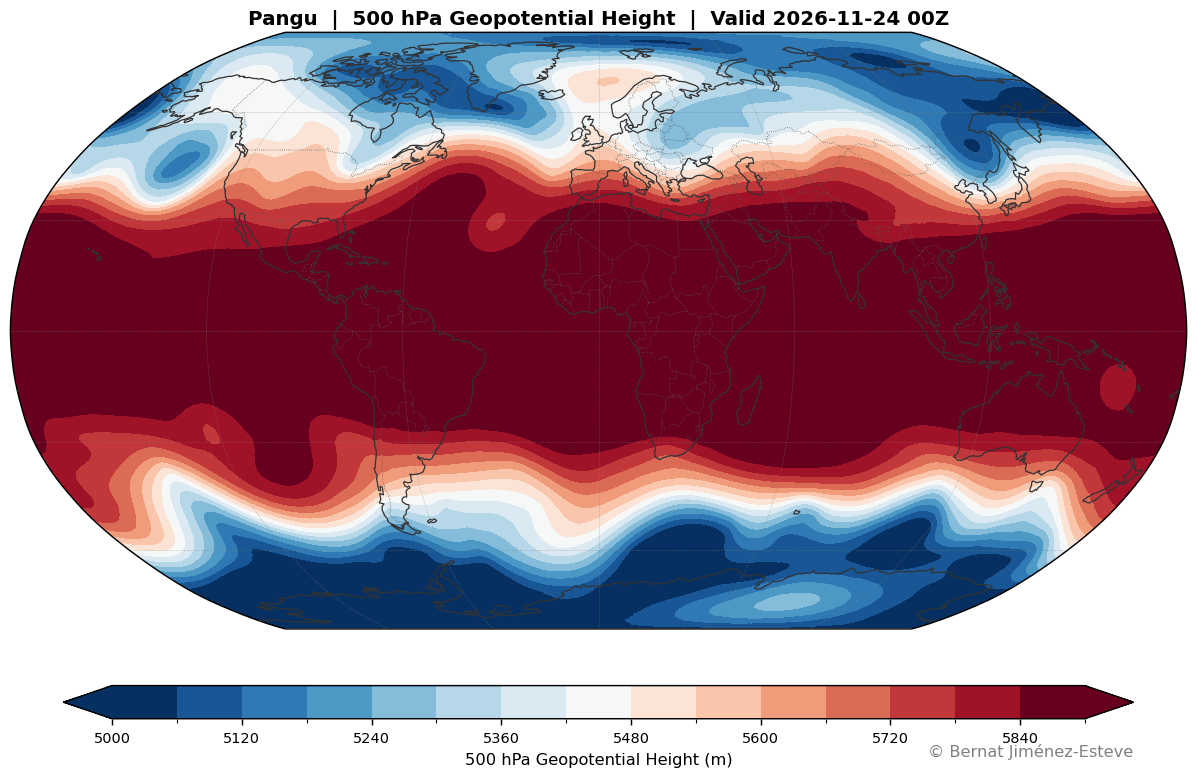 Pangu | 500 hPa Geopotential Height | Valid 2026-11-24 00Z
5000 5120 5240 5360 5480 5600 5720 5840
500 hPa Geopotential Height (m)
© Bernat Jiménez-Esteve